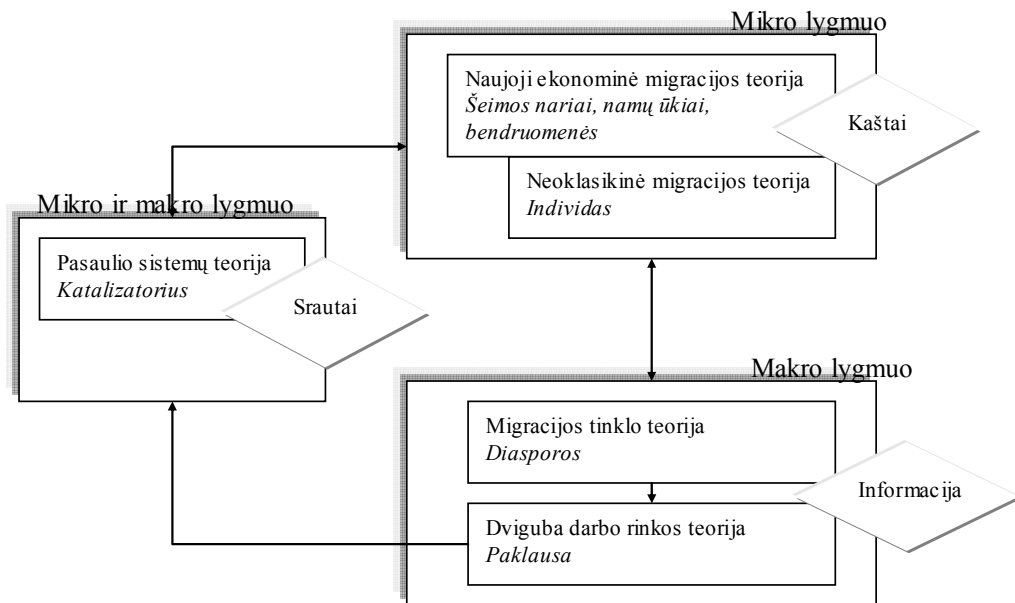 Mikro lygmuo
Naujoji ekonominė migracijos teorija
Šeimos nariai, namų ūkiai,
bendruomenės
Kaštai
Neoklasikinė migracijos teorija
Individas
Mikro ir makro lygmuo
Pasaulio sistemų teorija
Katalizatorius
Srautai
Makro lygmuo
Migracijos tinklo teorija
Diasporos
Informacija
Dviguba darbo rinkos teorija
Paklausa